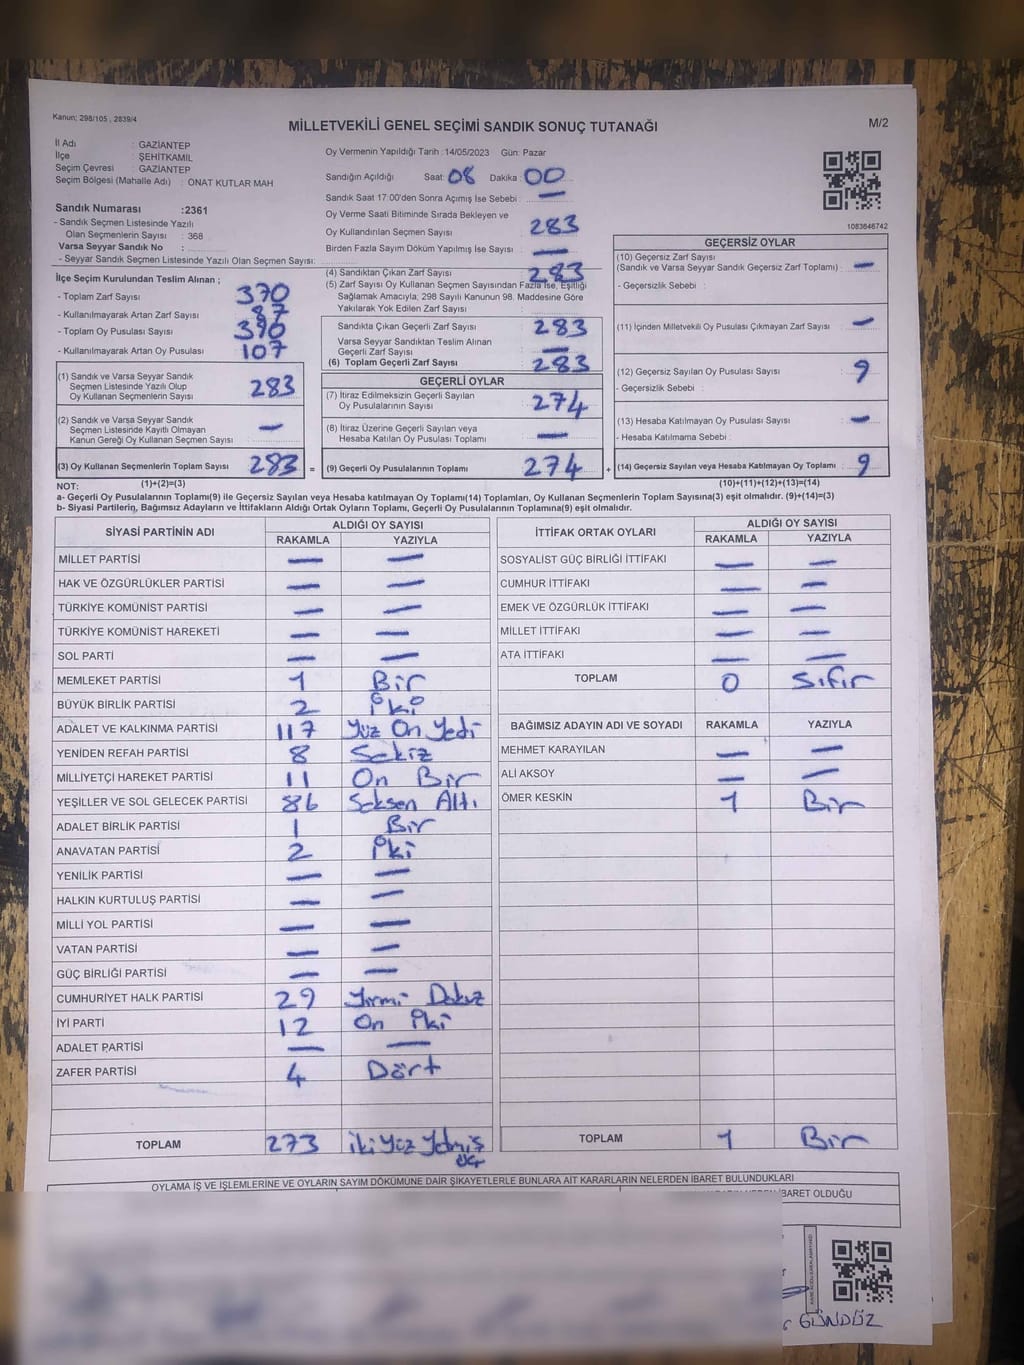 Kanun; 298/105 , 2839/4
MİLLETVEKİLİ GENEL SEÇİMİ SANDIK SONUÇ TUTANAĞI
M/2
İl Adı : GAZİANTEP
İlçe : ŞEHİTKAMİL
Seçim Çevresi : GAZİANTEP
Seçim Bölgesi (Mahalle Adı) : ONAT KUTLAR MAH
Sandık Numarası :2361
- Sandık Seçmen Listesinde Yazılı
Olan Seçmenlerin Sayısı : 368
Varsa Seyyar Sandık No :
- Seyyar Sandık Seçmen Listesinde Yazılı Olan Seçmen Sayısı:
Oy Vermenin Yapıldığı Tarih : 14/05/2023 Gün: Pazar
Sandığın Açıldığı Saat: 08 Dakika : 00
Sandık Saat 17:00'den Sonra Açımış İse Sebebi : —
Oy Verme Saati Bitiminde Sırada Bekleyen ve
Oy Kullandırılan Seçmen Sayısı : 283
Birden Fazla Sayım Döküm Yapılmış İse Sayısı : —
1083646742
İlçe Seçim Kurulundan Teslim Alınan ;
- Toplam Zarf Sayısı : 370
- Kullanılmayarak Artan Zarf Sayısı : 87
- Toplam Oy Pusulası Sayısı : 390
- Kullanılmayarak Artan Oy Pusulası : 107
(4) Sandıktan Çıkan Zarf Sayısı : 283
(5) Zarf Sayısı Oy Kullanan Seçmen Sayısından Fazla İse, Eşitliği
Sağlamak Amacıyla, 298 Sayılı Kanunun 98. Maddesine Göre
Yakılarak Yok Edilen Zarf Sayısı :
Sandıkta Çıkan Geçerli Zarf Sayısı : 283
Varsa Seyyar Sandıktan Teslim Alınan
Geçerli Zarf Sayısı : —
(6) Toplam Geçerli Zarf Sayısı : 283
GEÇERSİZ OYLAR
(10) Geçersiz Zarf Sayısı
(Sandık ve Varsa Seyyar Sandık Geçersiz Zarf Toplamı) : —
- Geçersizlik Sebebi :
(11) İçinden Milletvekili Oy Pusulası Çıkmayan Zarf Sayısı : —
(12) Geçersiz Sayılan Oy Pusulası Sayısı : 9
- Geçersizlik Sebebi :
(13) Hesaba Katılmayan Oy Pusulası Sayısı : —
- Hesaba Katılmama Sebebi :
(14) Geçersiz Sayılan veya Hesaba Katılmayan Oy Toplamı : 9
(1) Sandık ve Varsa Seyyar Sandık
Seçmen Listesinde Yazılı Olup
Oy Kullanan Seçmenlerin Sayısı : 283
(2) Sandık ve Varsa Seyyar Sandık
Seçmen Listesinde Kayıtlı Olmayan
Kanun Gereği Oy Kullanan Seçmen Sayısı : —
(3) Oy Kullanan Seçmenlerin Toplam Sayısı : 283 =
GEÇERLİ OYLAR
(7) İtiraz Edilmeksizin Geçerli Sayılan
Oy Pusulalarının Sayısı : 274
(8) İtiraz Üzerine Geçerli Sayılan veya
Hesaba Katılan Oy Pusulası Toplamı : —
(9) Geçerli Oy Pusulalarının Toplamı : 274 +
NOT: (1)+(2)=(3) (10)+(11)+(12)+(13)=(14)
a- Geçerli Oy Pusulalarının Toplamı(9) ile Geçersiz Sayılan veya Hesaba katılmayan Oy Toplamı(14) Toplamları, Oy Kullanan Seçmenlerin Toplam Sayısına(3) eşit olmalıdır. (9)+(14)=(3)
b- Siyasi Partilerin, Bağımsız Adayların ve İttifakların Aldığı Ortak Oyların Toplamı, Geçerli Oy Pusulalarının Toplamına(9) eşit olmalıdır.
SİYASİ PARTİNİN ADI ALDIĞI OY SAYISI
RAKAMLA YAZIYLA
MİLLET PARTİSİ — —
HAK VE ÖZGÜRLÜKLER PARTİSİ — —
TÜRKİYE KOMÜNİST PARTİSİ — —
TÜRKİYE KOMÜNİST HAREKETİ — —
SOL PARTİ — —
MEMLEKET PARTİSİ 1 Bir
BÜYÜK BİRLİK PARTİSİ 2 İki
ADALET VE KALKINMA PARTİSİ 117 Yüz On Yedi
YENİDEN REFAH PARTİSİ 8 Sekiz
MİLLİYETÇİ HAREKET PARTİSİ 11 On Bir
YEŞİLLER VE SOL GELECEK PARTİSİ 86 Seksen Altı
ADALET BİRLİK PARTİSİ 1 Bir
ANAVATAN PARTİSİ 2 İki
YENİLİK PARTİSİ — —
HALKIN KURTULUŞ PARTİSİ — —
MİLLİ YOL PARTİSİ — —
VATAN PARTİSİ — —
GÜÇ BİRLİĞİ PARTİSİ — —
CUMHURİYET HALK PARTİSİ 29 Yirmi Dokuz
İYİ PARTİ 12 On İki
ADALET PARTİSİ — —
ZAFER PARTİSİ 4 Dört
TOPLAM 273 iki yüz Yetmiş
üç
İTTİFAK ORTAK OYLARI ALDIĞI OY SAYISI
RAKAMLA YAZIYLA
SOSYALİST GÜÇ BİRLİĞİ İTTİFAKI — —
CUMHUR İTTİFAKI — —
EMEK VE ÖZGÜRLÜK İTTİFAKI — —
MİLLET İTTİFAKI — —
ATA İTTİFAKI — —
TOPLAM 0 Sıfır
BAĞIMSIZ ADAYIN ADI VE SOYADI RAKAMLA YAZIYLA
MEHMET KARAYILAN — —
ALİ AKSOY — —
ÖMER KESKİN 1 Bir
TOPLAM 1 Bir
OYLAMA İŞ VE İŞLEMLERİNE VE OYLARIN SAYIM DÖKÜMÜNE DAİR ŞİKAYETLERLE BUNLARA AİT KARARLARIN NELERDEN İBARET BULUNDUKLARI
İBARET OLDUĞU
GÜNDÜZ